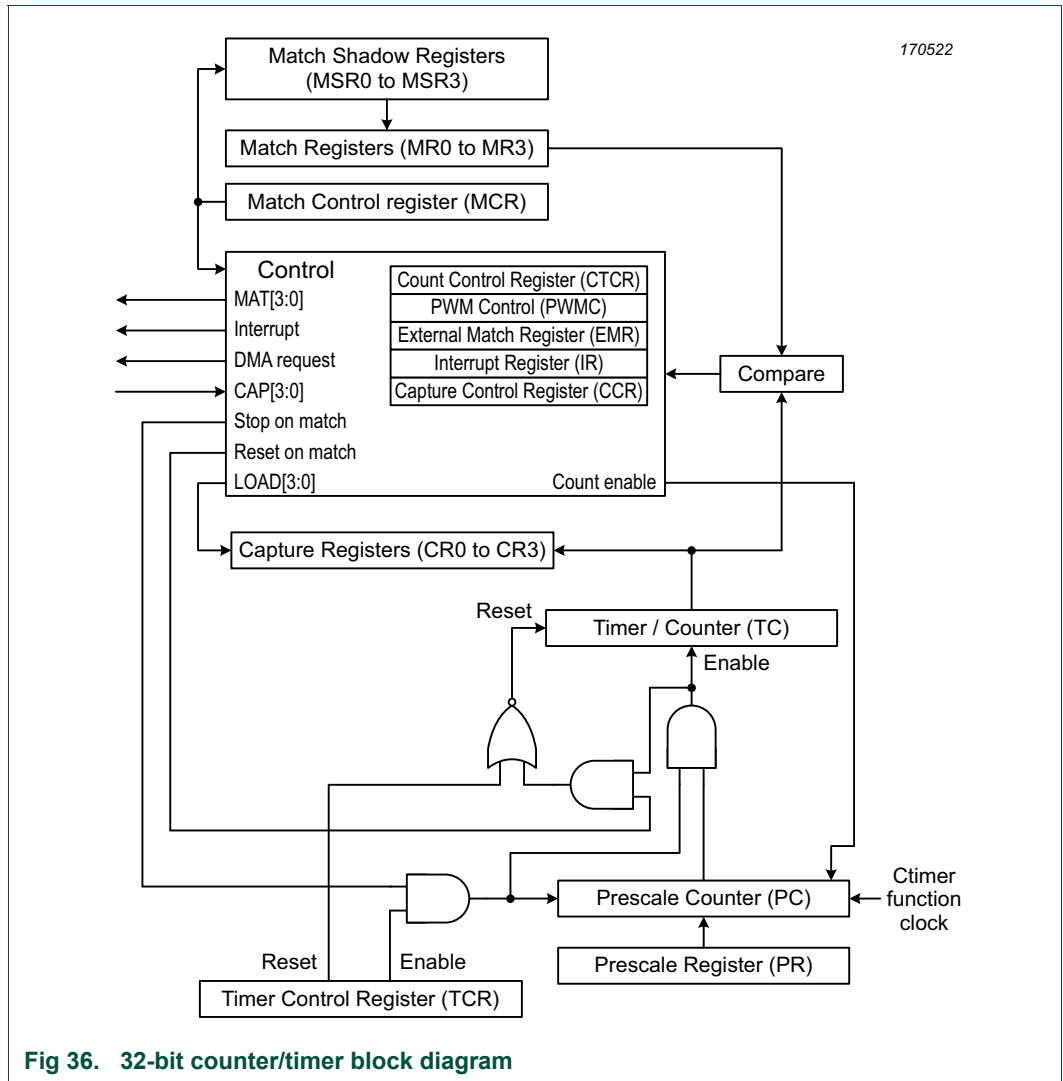 170522
Match Shadow Registers
(MSR0 to MSR3)
Match Registers (MR0 to MR3)
Match Control register (MCR)
Control
MAT[3:0]
Interrupt
DMA request
CAP[3:0]
Stop on match
Reset on match
LOAD[3:0]
Count Control Register (CTCR)
PWM Control (PWMC)
External Match Register (EMR)
Interrupt Register (IR)
Capture Control Register (CCR)
Count enable
Compare
Capture Registers (CR0 to CR3)
Reset
Timer / Counter (TC)
Enable
Prescale Counter (PC)
Ctimer
function
clock
Prescale Register (PR)
Reset
Enable
Timer Control Register (TCR)
Fig 36. 32-bit counter/timer block diagram